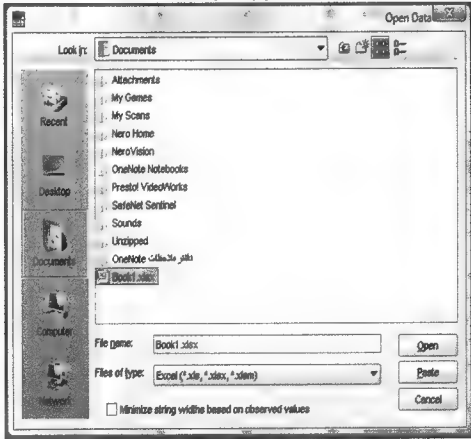 Open Data
Look in: Documents
Attachments
My Games
My Scans
Nero Home
NeroVision
OneNote Notebooks
Presto! VideoWorks
SafeNet Sentinel
Sounds
Unzipped
OneNote دفاتر ملاحظات
Book1.xlsx
Recent
Desktop
Documents
Computer
Network
File name: Book1.xlsx
Open
Files of type: Excel (*.xls, *.xlsx, *.xlsm)
Paste
Minimize string widths based on observed values
Cancel